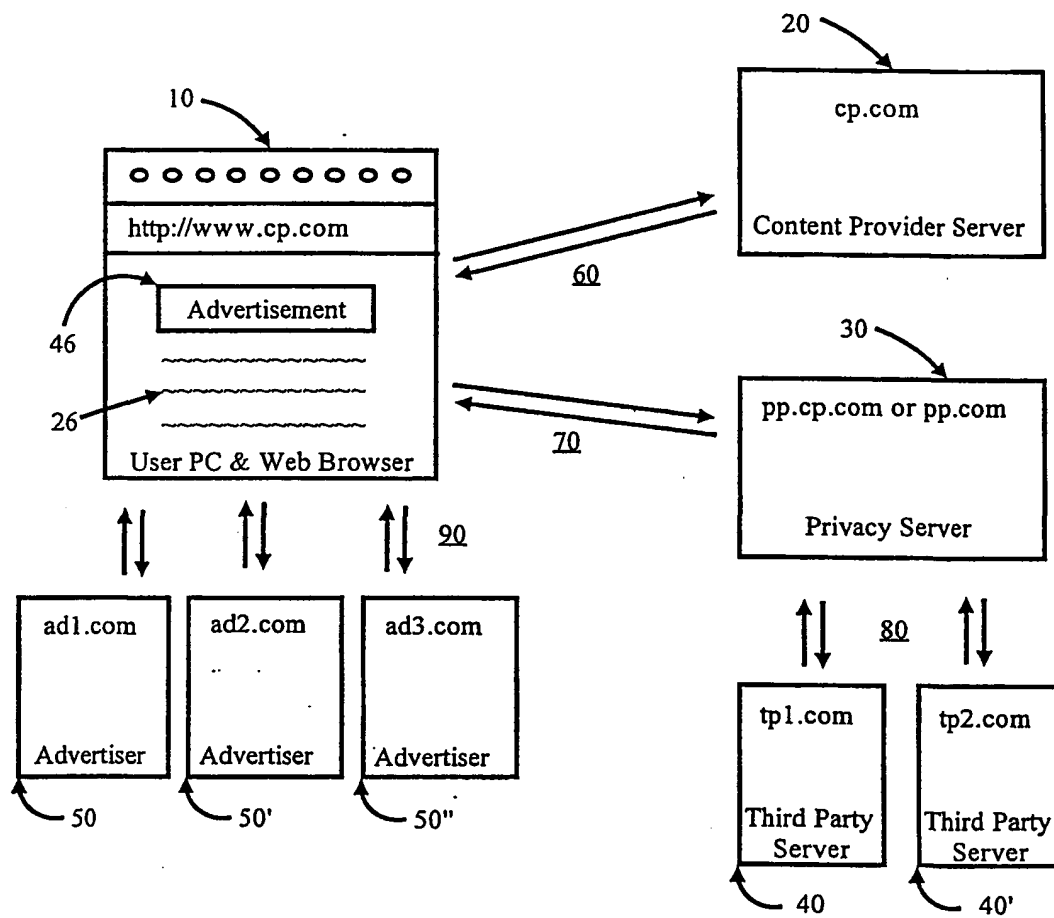 20
10
cp.com
http://www.cp.com
Content Provider Server
60
Advertisement
46
30
26
pp.cp.com or pp.com
70
User PC & Web Browser
90
Privacy Server
ad1.com
ad2.com
ad3.com
80
tp1.com
tp2.com
Advertiser
Advertiser
Advertiser
50
50'
50"
Third Party
Server
Third Party
Server
40
40'